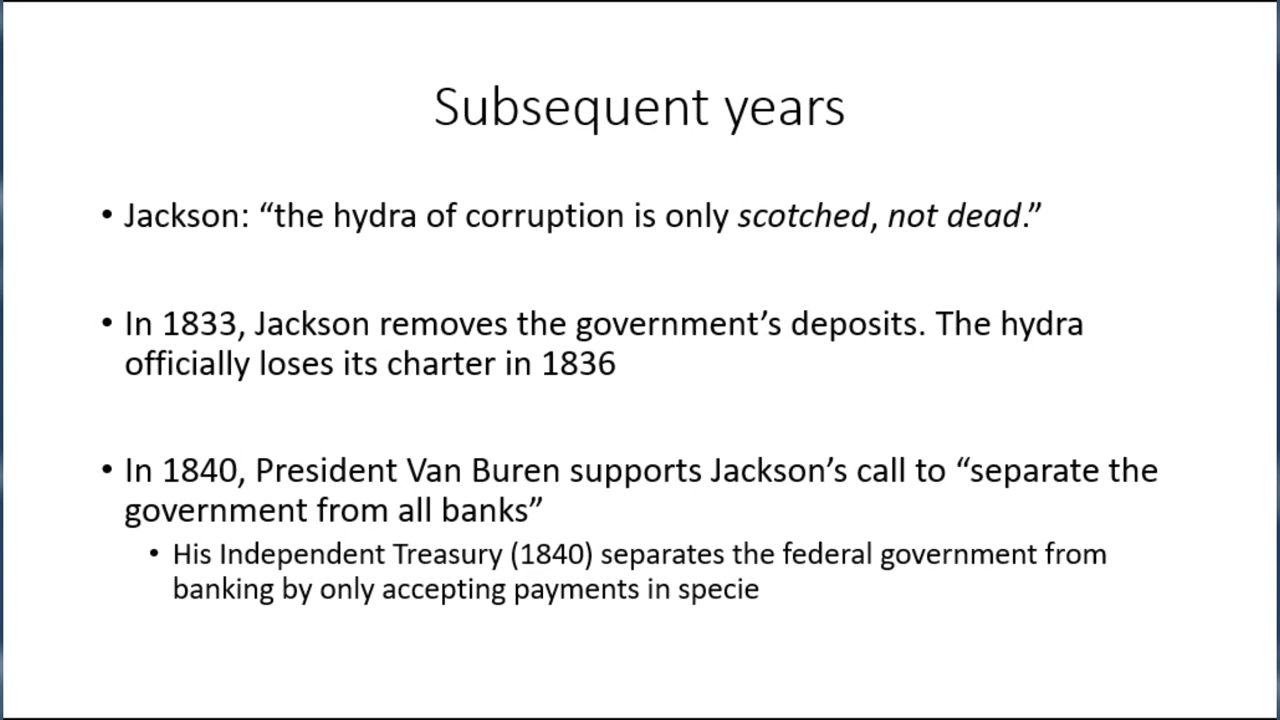 Subsequent years
• Jackson: “the hydra of corruption is only scotched, not dead.”
• In 1833, Jackson removes the government’s deposits. The hydra
officially loses its charter in 1836
• In 1840, President Van Buren supports Jackson’s call to “separate the
government from all banks”
• His Independent Treasury (1840) separates the federal government from
banking by only accepting payments in specie